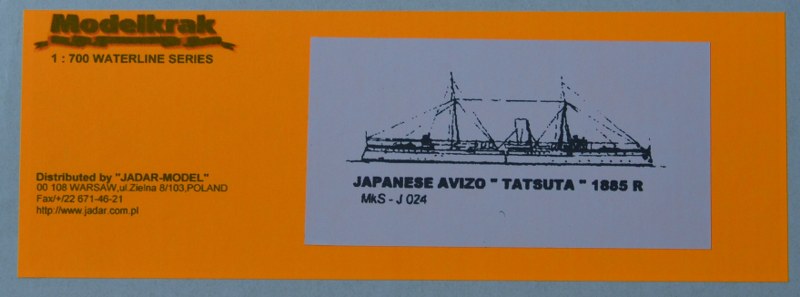 Modelkrak
1 : 700 WATERLINE SERIES
Distributed by "JADAR-MODEL"
00 108 WARSAW,ul.Zielna 8/103,POLAND
Fax/+/22 671-46-21
http://www.jadar.com.pl
JAPANESE AVIZO " TATSUTA " 1885 R
MkS - J 024